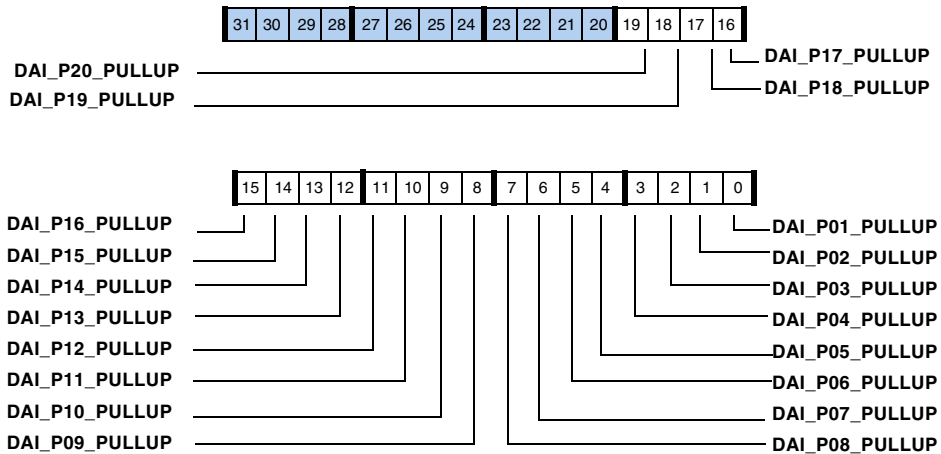 31 30 29 28 27 26 25 24 23 22 21 20 19 18 17 16
DAI_P20_PULLUP
DAI_P17_PULLUP
DAI_P19_PULLUP
DAI_P18_PULLUP
15 14 13 12 11 10 9 8 7 6 5 4 3 2 1 0
DAI_P16_PULLUP
DAI_P01_PULLUP
DAI_P15_PULLUP
DAI_P02_PULLUP
DAI_P14_PULLUP
DAI_P03_PULLUP
DAI_P13_PULLUP
DAI_P04_PULLUP
DAI_P12_PULLUP
DAI_P05_PULLUP
DAI_P11_PULLUP
DAI_P06_PULLUP
DAI_P10_PULLUP
DAI_P07_PULLUP
DAI_P09_PULLUP
DAI_P08_PULLUP